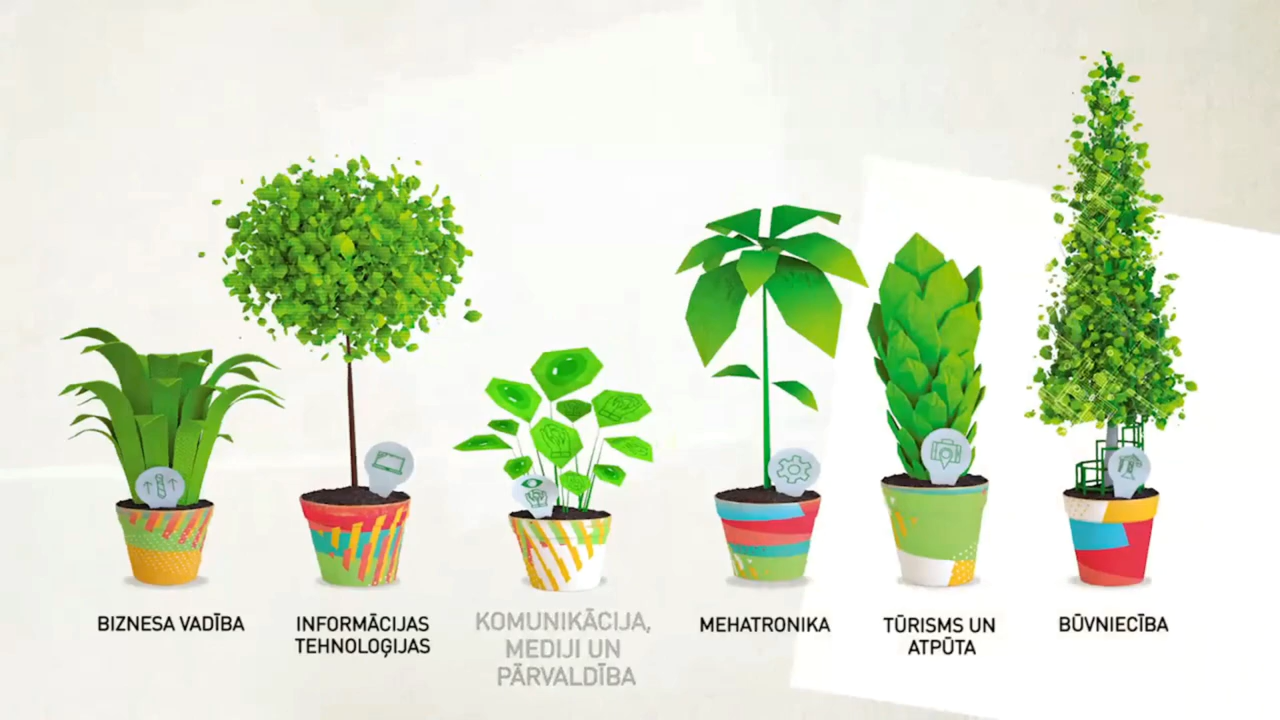 BIZNESA VADĪBA
INFORMĀCIJAS
TEHNOLOĢIJAS
KOMUNIKĀCIJA,
MEDIJI UN
PĀRVALDĪBA
MEHATRONIKA
TŪRISMS UN
ATPŪTA
BŪVNIECĪBA